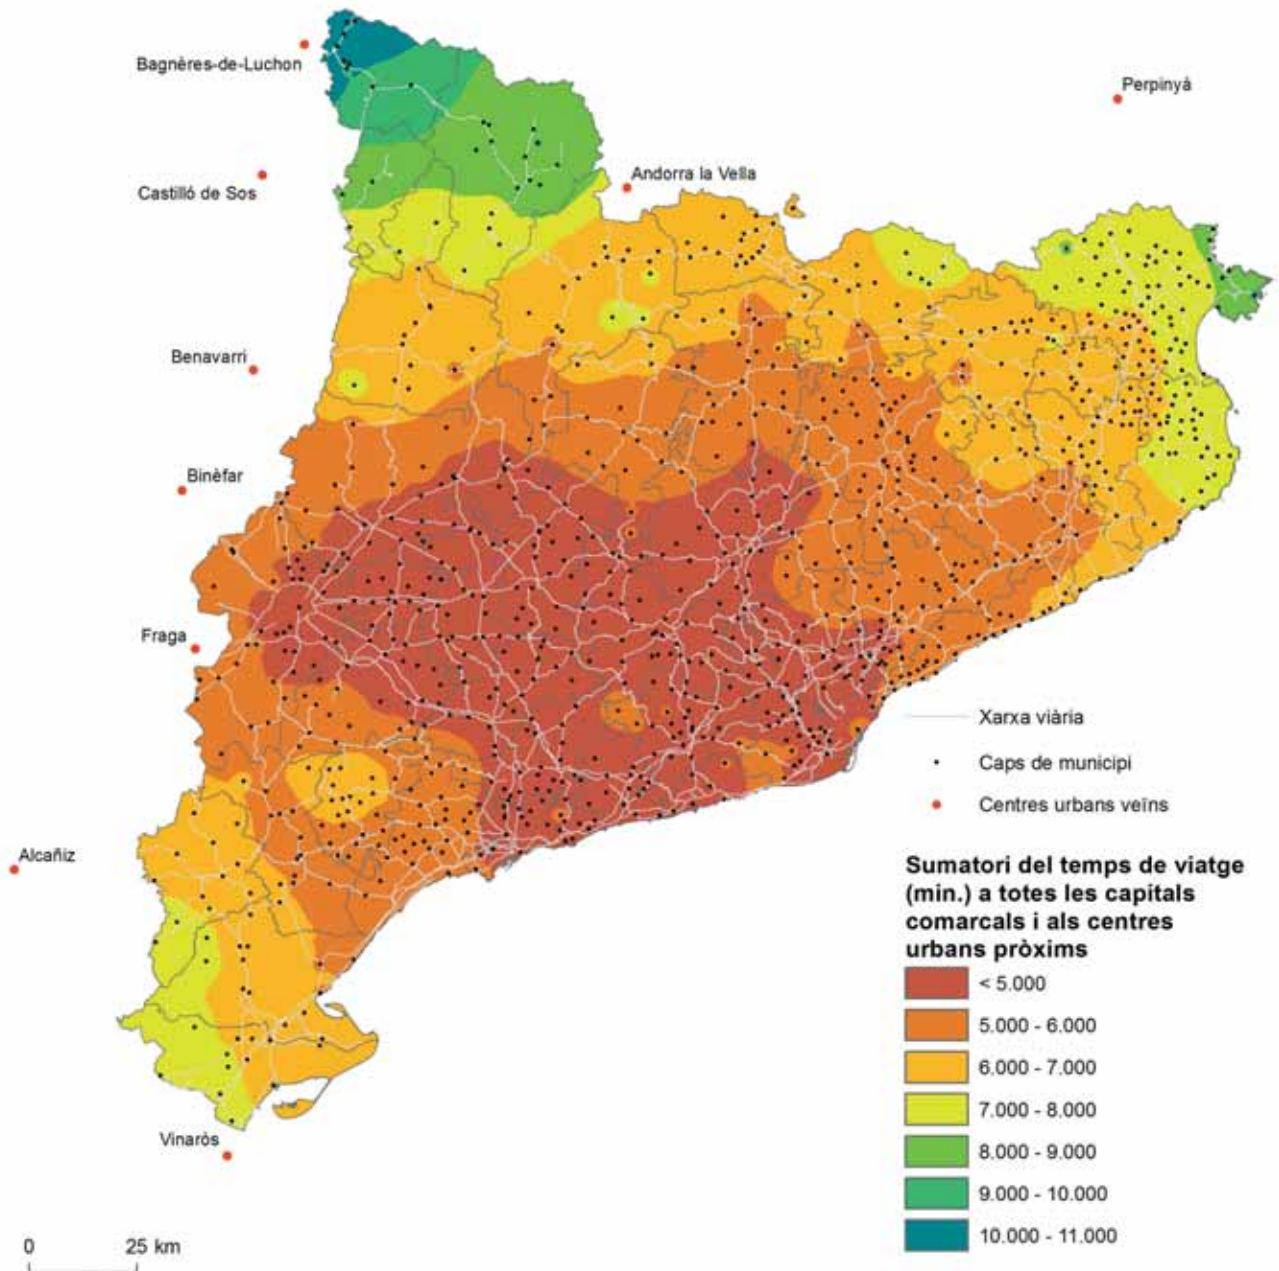 Bagnères-de-Luchon
Perpinyà
Castilló de Sos
Andorra la Vella
Benavarri
Binèfar
Fraga
Xarxa viària
Caps de municipi
Centres urbans veïns
Alcañiz
Sumatori del temps de viatge
(min.) a totes les capitals
comarcals i als centres
urbans pròxims
< 5.000
5.000 - 6.000
6.000 - 7.000
7.000 - 8.000
8.000 - 9.000
9.000 - 10.000
10.000 - 11.000
Vinaròs
0 25 km